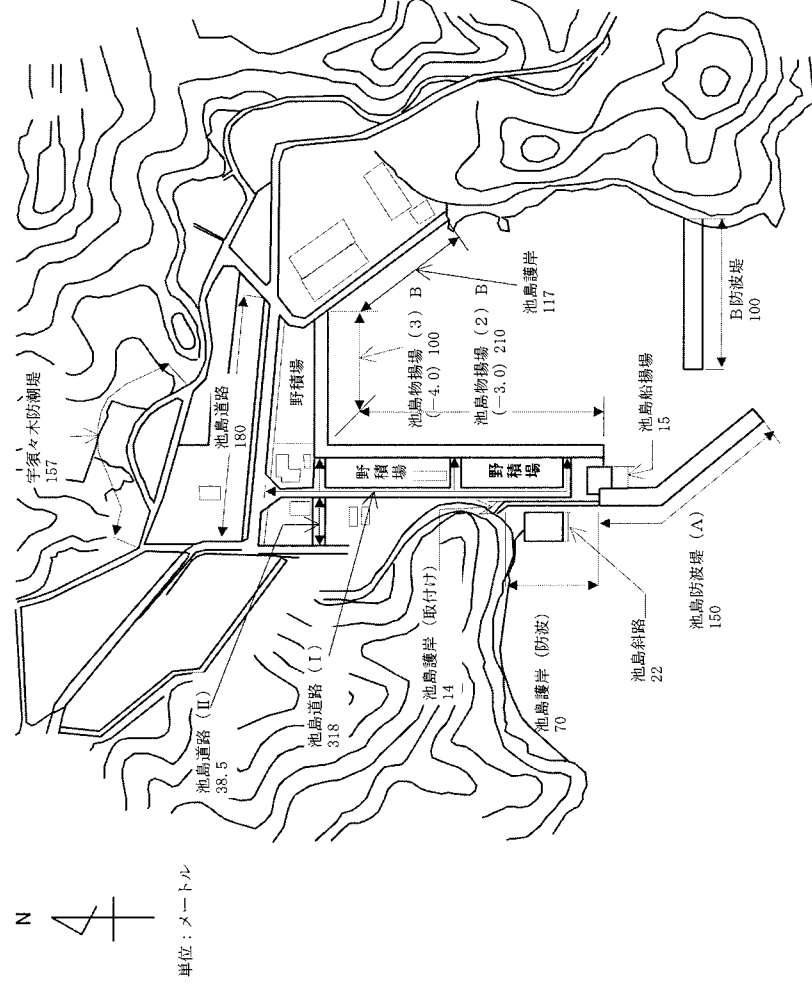 N
単位：メートル
宇須々木防潮堤
157
池島道路
180
野積場
池島道路（Ⅱ）
38.5
池島道路（Ⅰ）
318
野積場
野積場
池島物揚場（3）B
(−4.0) 100
池島物揚場（2）B
(−3.0) 210
池島護岸
117
池島護岸（取付け）
14
池島護岸（防波）
70
池島斜路
22
池島船揚場
15
池島防波堤（A）
150
B防波堤
100